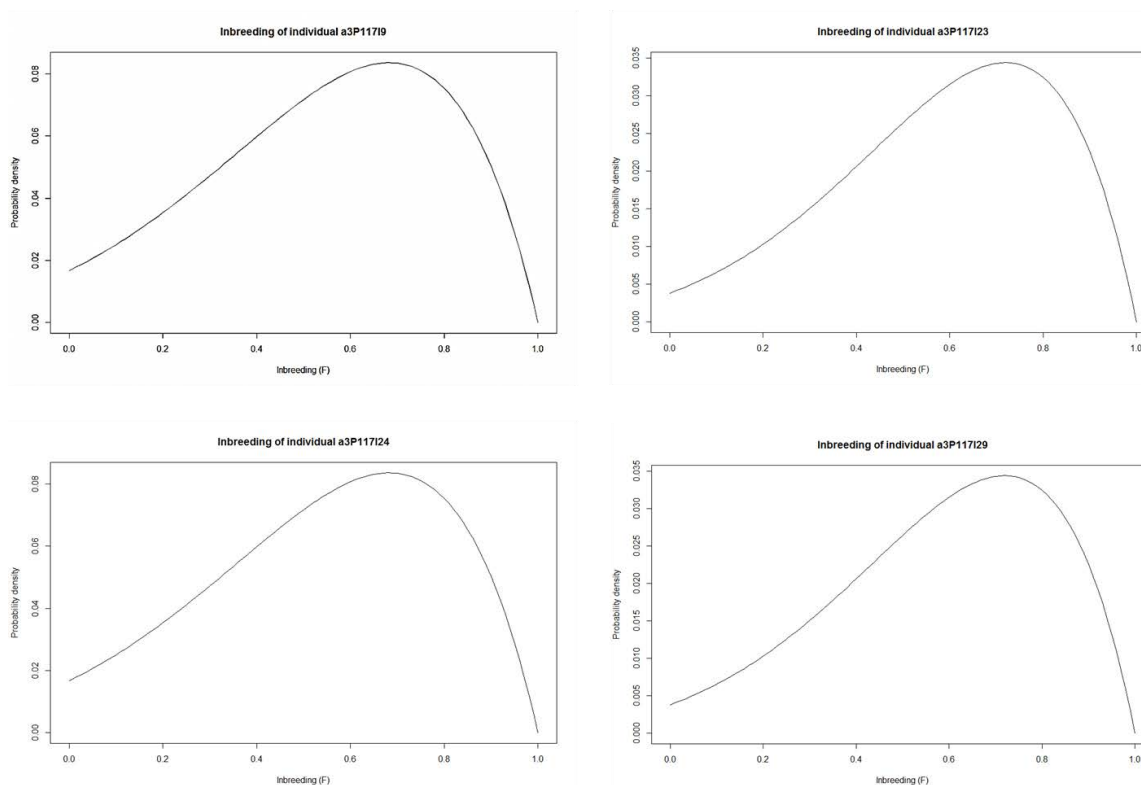 Inbreeding of individual a3P117I9
Probability density
0.00 0.02 0.04 0.06 0.08
0.0 0.2 0.4 0.6 0.8 1.0
Inbreeding (F)
Inbreeding of individual a3P117I23
Probability density
0.000 0.005 0.010 0.015 0.020 0.025 0.030 0.035
0.0 0.2 0.4 0.6 0.8 1.0
Inbreeding (F)
Inbreeding of individual a3P117I24
Probability density
0.00 0.02 0.04 0.06 0.08
0.0 0.2 0.4 0.6 0.8 1.0
Inbreeding (F)
Inbreeding of individual a3P117I29
Probability density
0.000 0.005 0.010 0.015 0.020 0.025 0.030 0.035
0.0 0.2 0.4 0.6 0.8 1.0
Inbreeding (F)